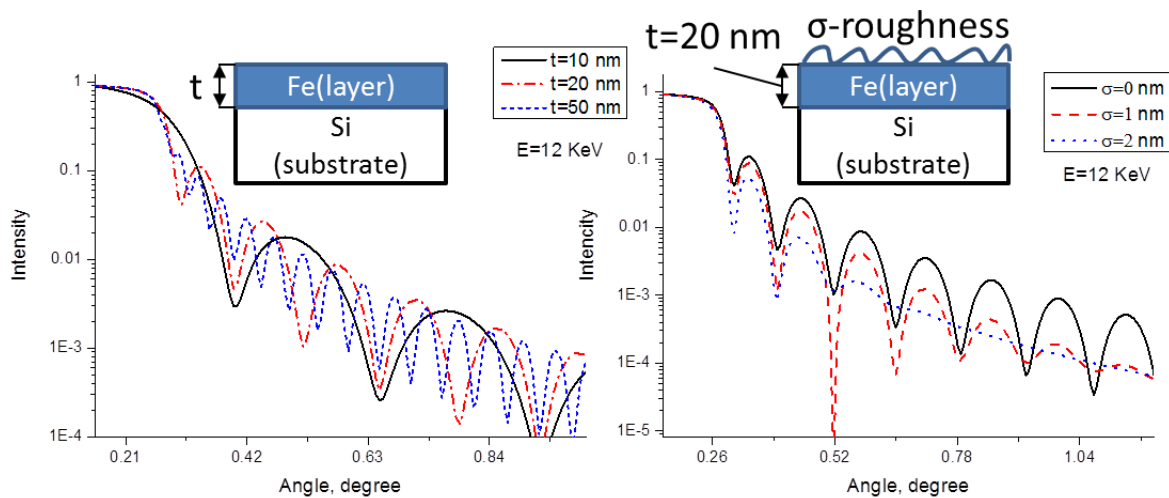 t
Fe(layer)
Si
(substrate)
t=10 nm
t=20 nm
t=50 nm
E=12 KeV
1
0.1
0.01
1E-3
1E-4
Intensity
0.21
0.42
0.63
0.84
Angle, degree
t=20 nm
σ-roughness
Fe(layer)
Si
(substrate)
σ=0 nm
σ=1 nm
σ=2 nm
E=12 KeV
1
0.1
0.01
1E-3
1E-4
1E-5
Intencity
0.26
0.52
0.78
1.04
Angle, degree